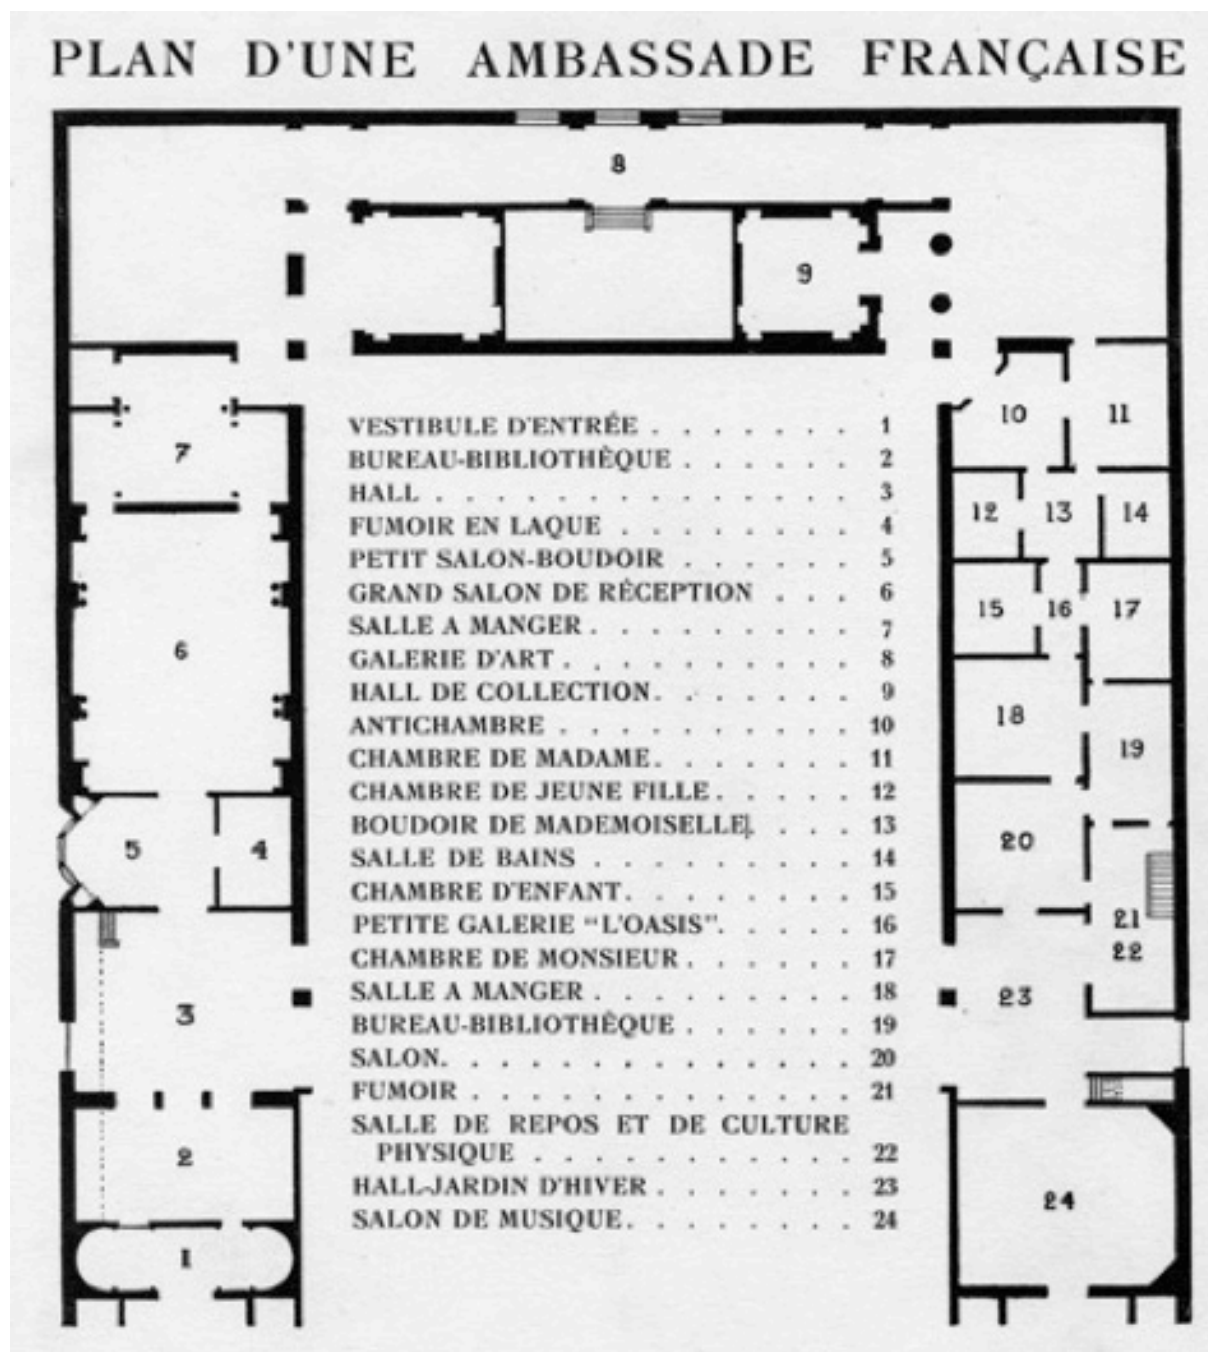 PLAN D'UNE AMBASSADE FRANÇAISE
8
9
7
10
11
12
13
14
15
16
17
6
18
19
5
4
20
21
22
3
23
2
24
1
VESTIBULE D'ENTRÉE . . . . . . . 1
BUREAU-BIBLIOTHÈQUE . . . . . . 2
HALL . . . . . . . . . . . . . 3
FUMOIR EN LAQUE . . . . . . . . 4
PETIT SALON-BOUDOIR . . . . . . 5
GRAND SALON DE RÉCEPTION . . . 6
SALLE A MANGER . . . . . . . . . 7
GALERIE D'ART . . . . . . . . . 8
HALL DE COLLECTION . . . . . . . 9
ANTICHAMBRE . . . . . . . . . . 10
CHAMBRE DE MADAME . . . . . . . 11
CHAMBRE DE JEUNE FILLE . . . . . 12
BOUDOIR DE MADEMOISELLE . . . . 13
SALLE DE BAINS . . . . . . . . . 14
CHAMBRE D'ENFANT . . . . . . . . 15
PETITE GALERIE "L'OASIS" . . . . . 16
CHAMBRE DE MONSIEUR . . . . . . 17
SALLE A MANGER . . . . . . . . . 18
BUREAU-BIBLIOTHÈQUE . . . . . . 19
SALON . . . . . . . . . . . . . 20
FUMOIR . . . . . . . . . . . . . 21
SALLE DE REPOS ET DE CULTURE
PHYSIQUE . . . . . . . . . . . 22
HALL-JARDIN D'HIVER . . . . . . . 23
SALON DE MUSIQUE . . . . . . . . 24